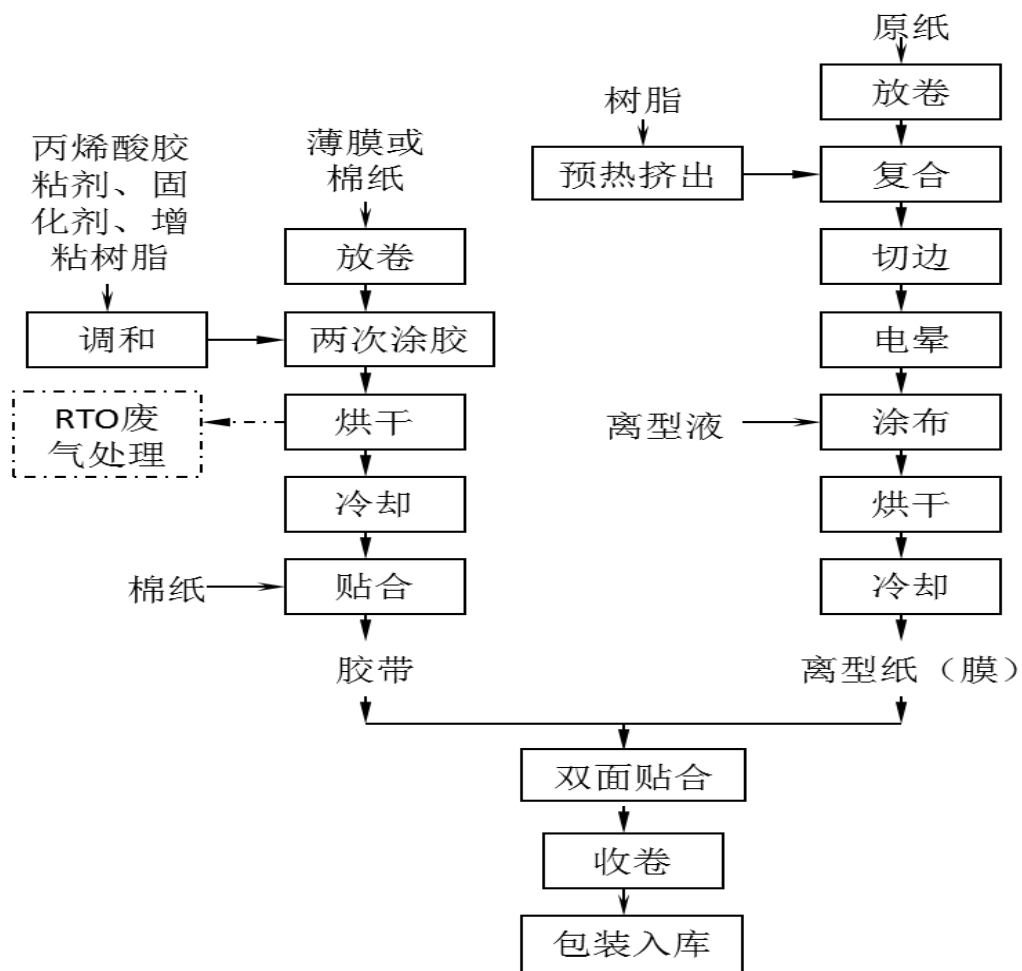 原纸
放卷
树脂
丙烯酸胶
粘剂、固
化剂、增
粘树脂
薄膜或
棉纸
预热挤出
复合
放卷
切边
调和
两次涂胶
电晕
RTO废
气处理
烘干
离型液
涂布
冷却
烘干
棉纸
贴合
冷却
胶带
离型纸（膜）
双面贴合
收卷
包装入库